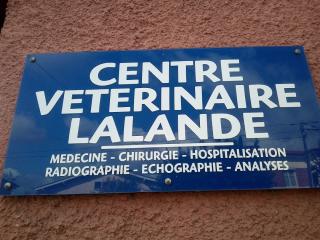 CENTRE
VETERINAIRE
LALANDE
MEDECINE - CHIRURGIE - HOSPITALISATION
RADIOGRAPHIE - ECHOGRAPHIE - ANALYSES